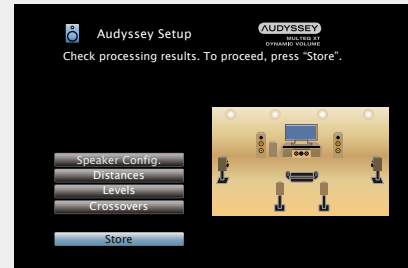 Audyssey Setup
AUDYSSEY
MULTEQ XT
DYNAMIC VOLUME
Check processing results. To proceed, press “Store”.
Speaker Config.
Distances
Levels
Crossovers
Store